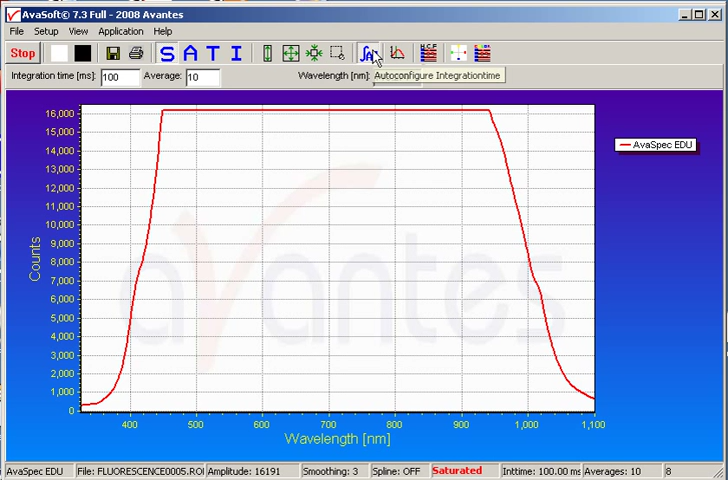 AvaSoft® 7.3 Full - 2008 Avantes
File Setup View Application Help
Stop S A T I H.C.F
Integration time [ms]: 100 Average: 10 Wavelength [nm]: Autoconfigure Integrationtime
16,000
15,000
14,000
13,000
12,000
11,000
10,000
9,000
8,000
7,000
6,000
5,000
4,000
3,000
2,000
1,000
0
Counts
avantes
AvaSpec EDU
400 500 600 700 800 900 1,000 1,100
Wavelength [nm]
AvaSpec EDU File: FLUORESCENCE0005.ROI Amplitude: 16191 Smoothing: 3 Spline: OFF Saturated Inttime: 100.00 ms Averages: 10 8